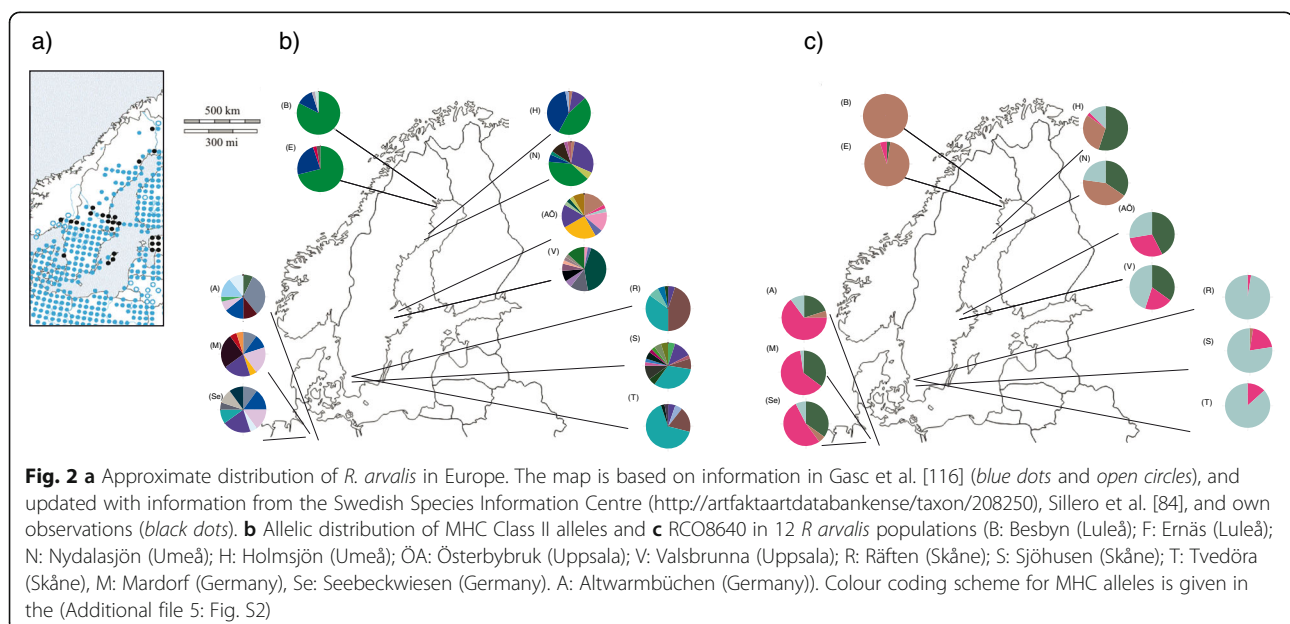 a)
b)
c)
500 km
300 mi
(B)
(E)
(H)
(N)
(AÖ)
(V)
(A)
(M)
(Se)
(R)
(S)
(T)
(B)
(E)
(H)
(N)
(AÖ)
(V)
(A)
(M)
(Se)
(R)
(S)
(T)
Fig. 2 a Approximate distribution of R. arvalis in Europe. The map is based on information in Gasc et al. [116] (blue dots and open circles), and
updated with information from the Swedish Species Information Centre (http://artfaktaartdatabankense/taxon/208250), Sillero et al. [84], and own
observations (black dots). b Allelic distribution of MHC Class II alleles and c RCO8640 in 12 R arvalis populations (B: Besbyn (Luleå); F: Ernäs (Luleå);
N: Nydalasjön (Umeå); H: Holmsjön (Umeå); ÖA: Österbybruk (Uppsala); V: Valsbrunna (Uppsala); R: Räften (Skåne); S: Sjöhusen (Skåne); T: Tvedöra
(Skåne), M: Mardorf (Germany), Se: Seebeckwiesen (Germany). A: Altwarmbüchen (Germany)). Colour coding scheme for MHC alleles is given in
the (Additional file 5: Fig. S2)